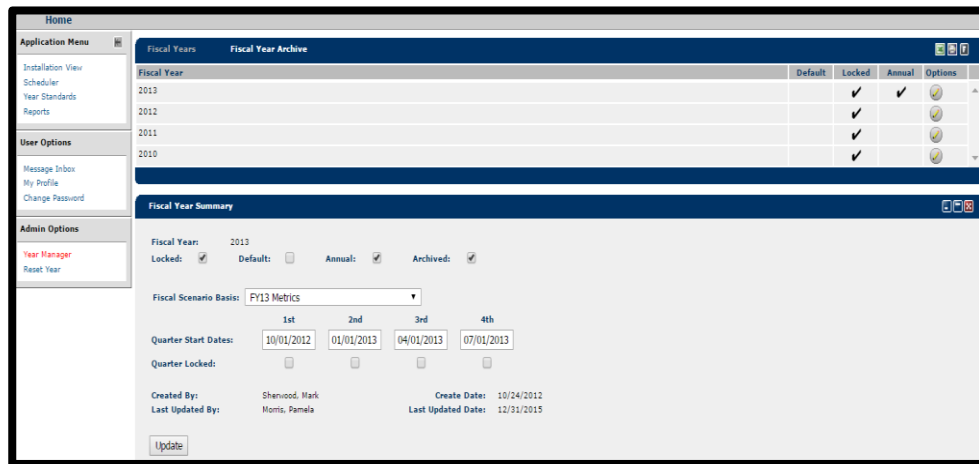 Home
Application Menu
Installation View
Scheduler
Year Standards
Reports
User Options
Message Inbox
My Profile
Change Password
Admin Options
Year Manager
Reset Year
Fiscal Years Fiscal Year Archive
Fiscal Year Default Locked Annual Options
2013
2012
2011
2010
Fiscal Year Summary
Fiscal Year: 2013
Locked: Default: Annual: Archived:
Fiscal Scenario Basis: FY13 Metrics
1st 2nd 3rd 4th
Quarter Start Dates: 10/01/2012 01/01/2013 04/01/2013 07/01/2013
Quarter Locked:
Created By: Sherwood, Mark Create Date: 10/24/2012
Last Updated By: Morris, Pamela Last Updated Date: 12/31/2015
Update